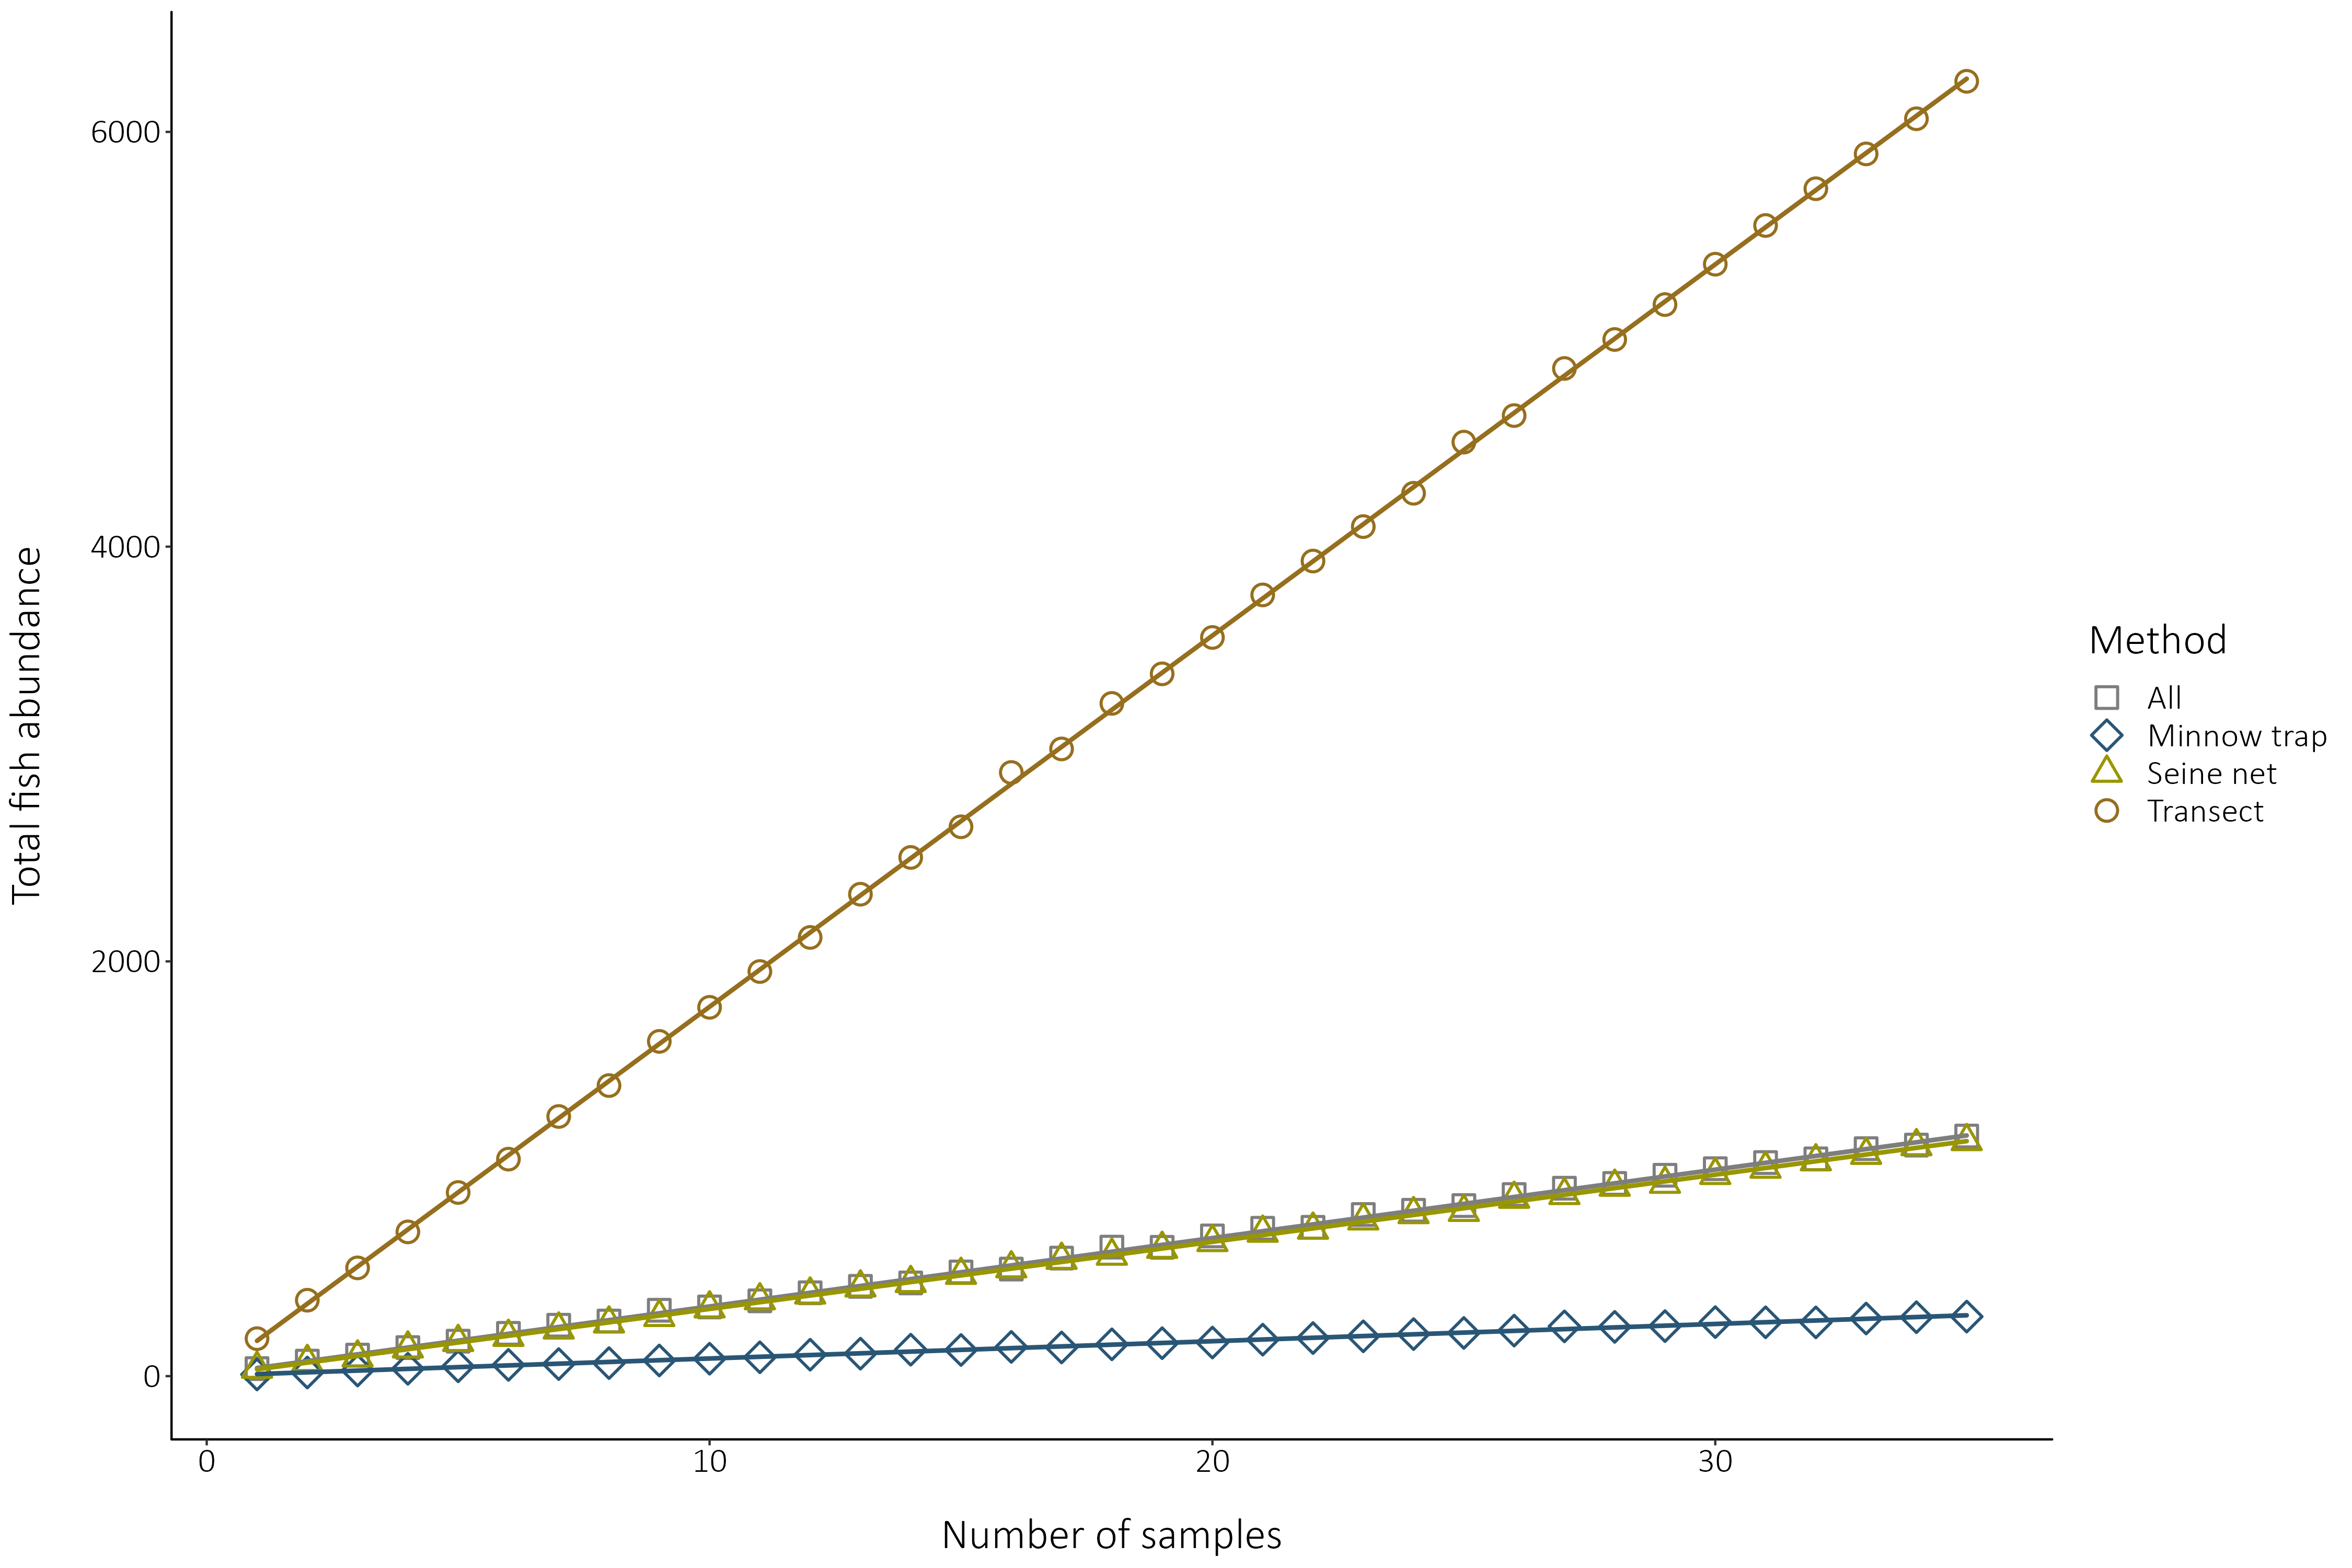 Total fish abundance
6000
4000
2000
0
0 10 20 30
Number of samples
Method
All
Minnow trap
Seine net
Transect